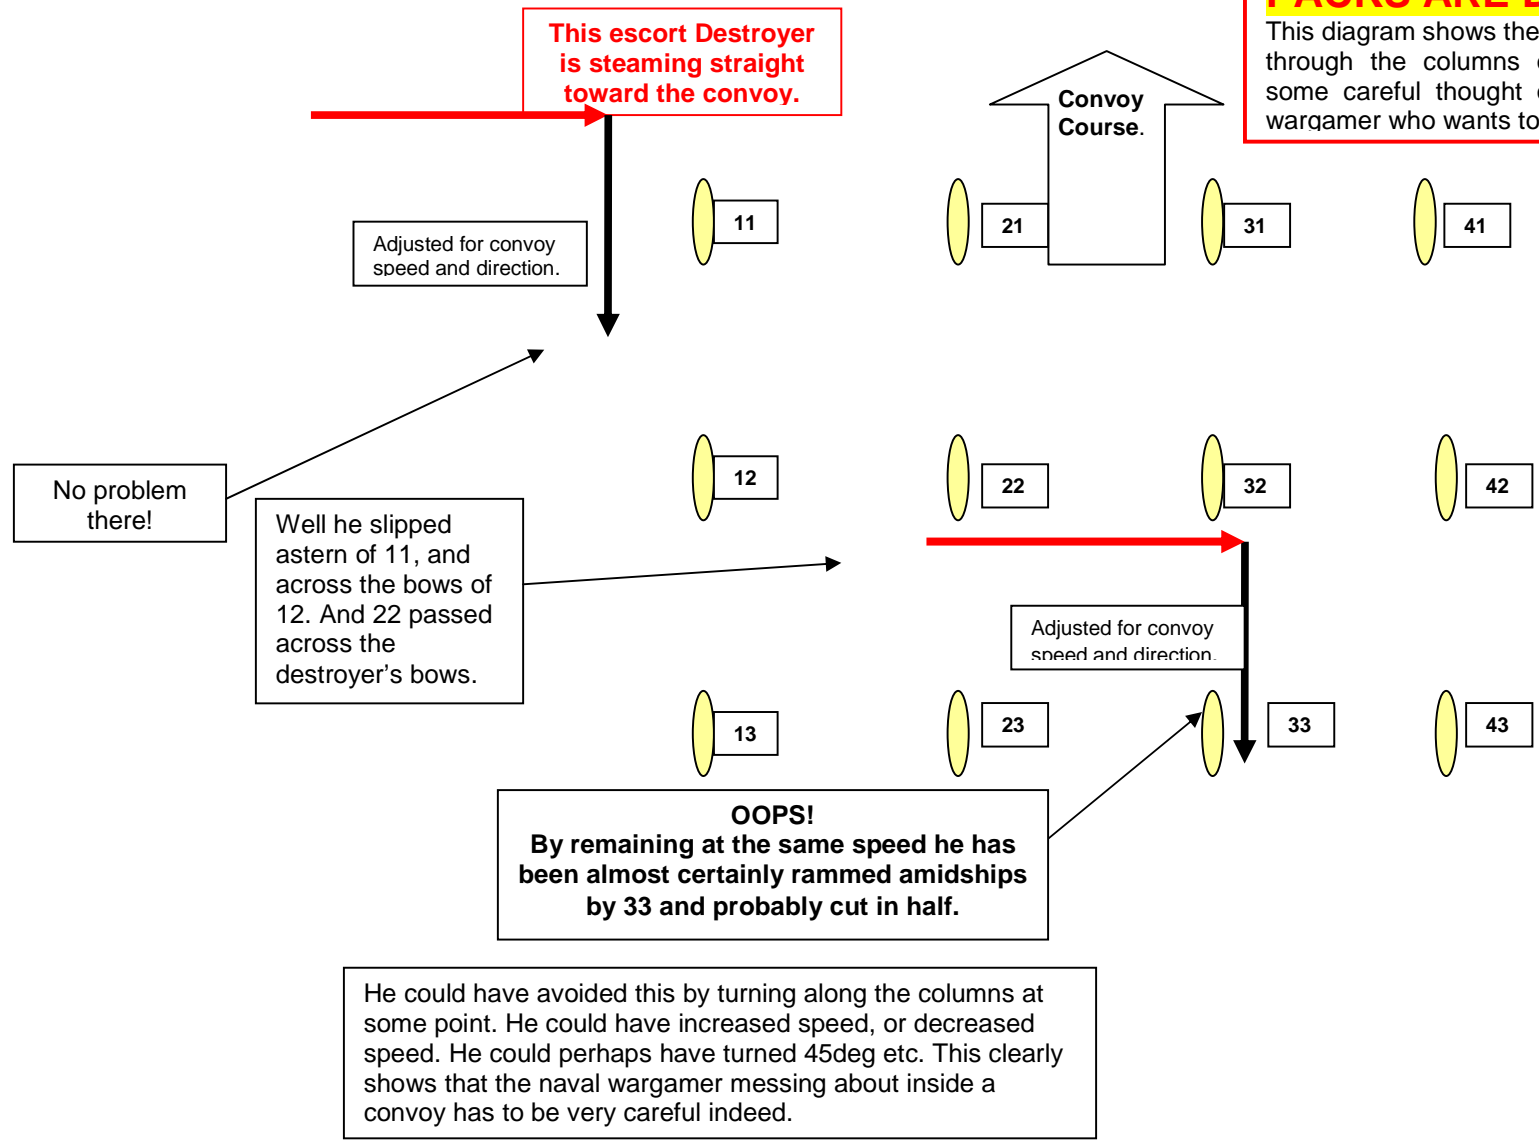 This escort Destroyer
is steaming straight
toward the convoy.
PACKS ARE
This diagram shows the
through the columns
some careful thought
wargamer who wants to
Convoy
Course.
Adjusted for convoy
speed and direction.
11
21
31
41
No problem
there!
Well he slipped
astern of 11, and
across the bows of
12. And 22 passed
across the
destroyer's bows.
12
22
32
42
Adjusted for convoy
speed and direction.
13
23
33
43
OOPS!
By remaining at the same speed he has
been almost certainly rammed amidships
by 33 and probably cut in half.
He could have avoided this by turning along the columns at
some point. He could have increased speed, or decreased
speed. He could perhaps have turned 45deg etc. This clearly
shows that the naval wargamer messing about inside a
convoy has to be very careful indeed.